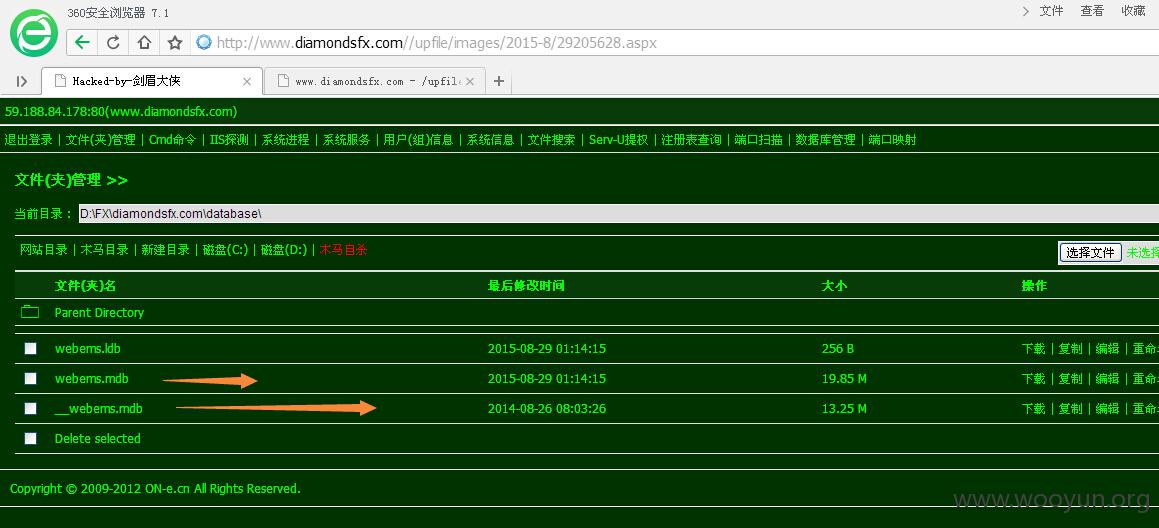 360安全浏览器 7.1
文件 查看 收藏
http://www.diamondsfx.com//upfile/images/2015-8/29205628.aspx
Hacked-by-剑眉大侠
www.diamondsfx.com - /upfile
59.188.84.178:80(www.diamondsfx.com)
退出登录 | 文件(夹)管理 | Cmd命令 | IIS探测 | 系统进程 | 系统服务 | 用户(组)信息 | 系统信息 | 文件搜索 | Serv-U提权 | 注册表查询 | 端口扫描 | 数据库管理 | 端口映射
文件(夹)管理 >>
当前目录 : D:\FX\diamondsfx.com\database\
网站目录 | 木马目录 | 新建目录 | 磁盘(C:) | 磁盘(D:) | 木马自杀 选择文件 未选择
文件(夹)名 最后修改时间 大小 操作
Parent Directory
webems.ldb 2015-08-29 01:14:15 256 B 下载 | 复制 | 编辑 | 重命
webems.mdb 2015-08-29 01:14:15 19.85 M 下载 | 复制 | 编辑 | 重命
__webems.mdb 2014-08-26 08:03:26 13.25 M 下载 | 复制 | 编辑 | 重命
Delete selected
Copyright © 2009-2012 ON-e.cn All Rights Reserved.
www.wooyun.org